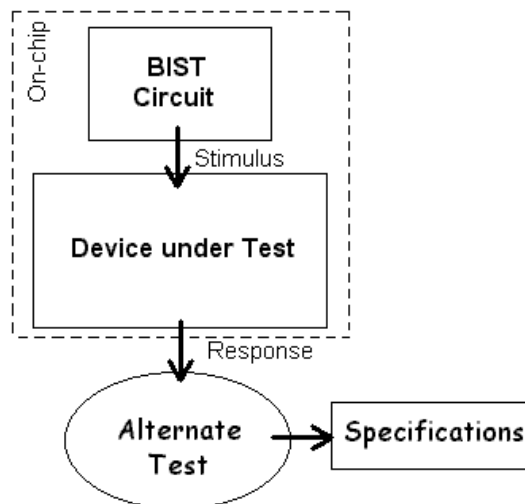 On-chip
BIST
Circuit
Stimulus
Device under Test
Response
Alternate
Test
Specifications